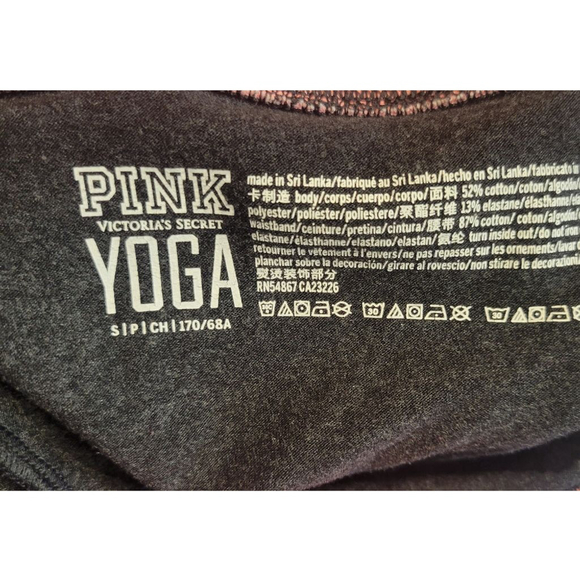 PINK
VICTORIA'S SECRET
YOGA
S|P|CH|170/68A
made in Sri Lanka/fabriqué au Sri Lanka/hecho en Sri Lanka/fabbricato
卡制造 body/corps/cuerpo/corpo/面料 52% cotton/coton/algodón
polyester/poliéster/poliestere/聚酯纤维 13% elastane/élasthanne
waistband/ceinture/pretina/cintura/腰带 87% cotton/coton/algodón
elastane/élasthanne/elastano/elastan/氨纶 turn inside out/do not iron
retourner le vêtement à l'envers/ne pas repasser sur les ornements/lavar
planchar sobre la decoración/girare al rovescio/non stirare le decorazioni
熨烫装饰部分
RN54867 CA23226
30 30 30